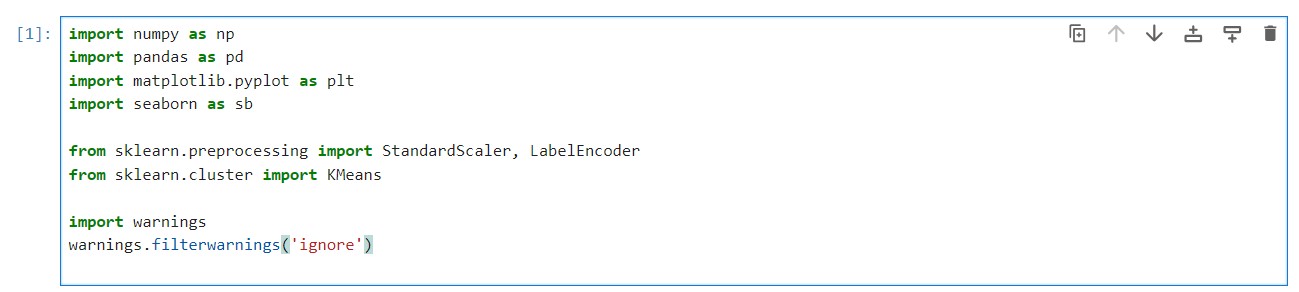 [1]:
import numpy as np
import pandas as pd
import matplotlib.pyplot as plt
import seaborn as sb

from sklearn.preprocessing import StandardScaler, LabelEncoder
from sklearn.cluster import KMeans

import warnings
warnings.filterwarnings('ignore')